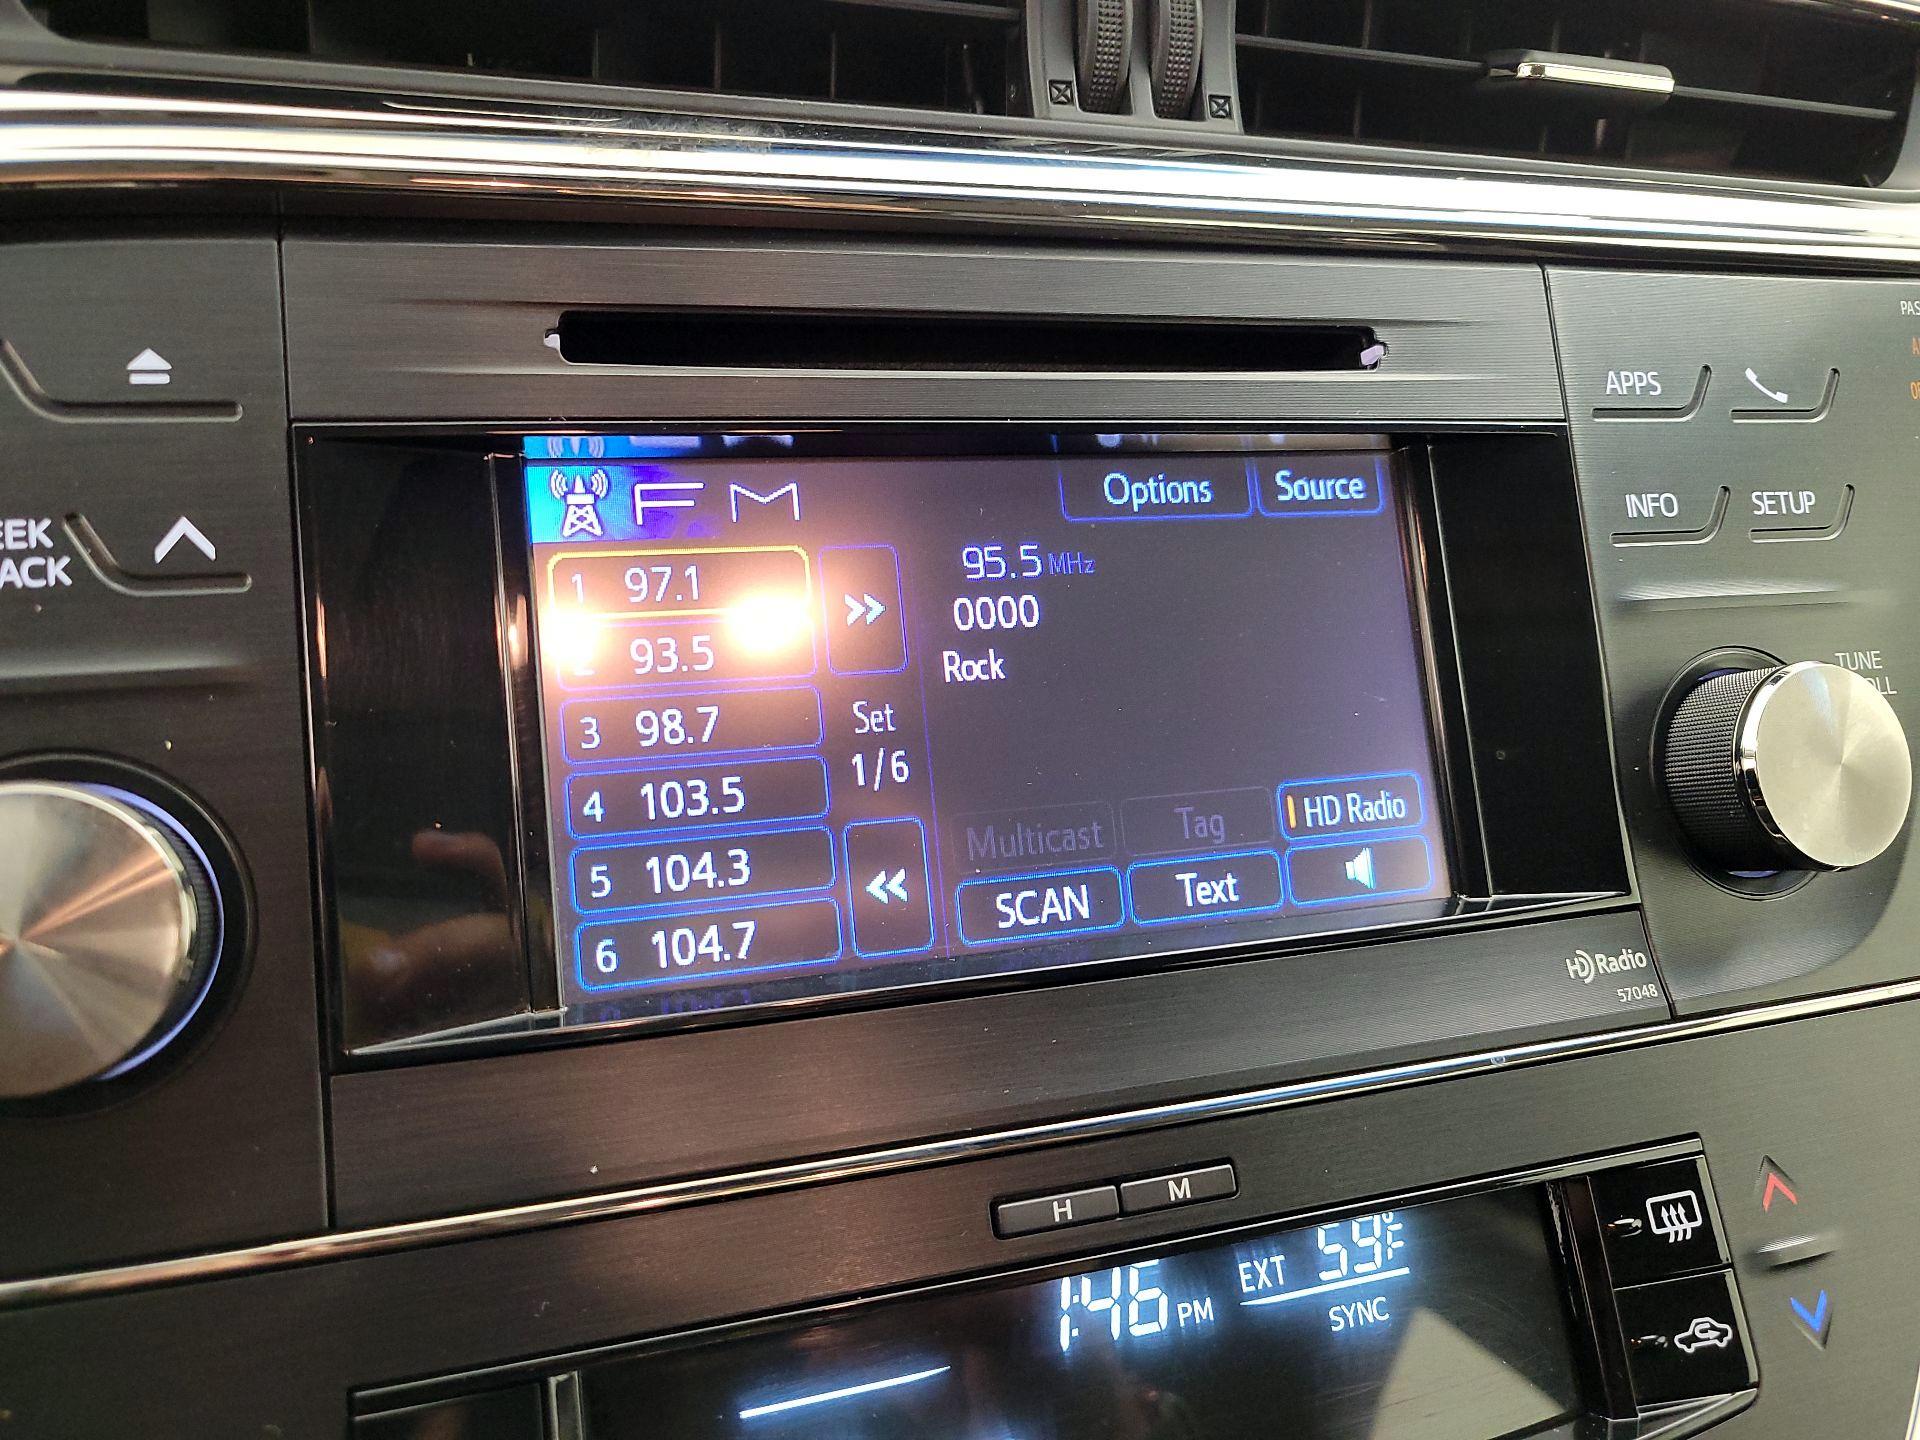 APPS
EEK
ACK
INFO
SETUP
TUNE
FM
Options
Source
1 97.1
2 93.5
3 98.7
4 103.5
5 104.3
6 104.7
>>
Set
1/6
<<
95.5 MHz
0000
Rock
Multicast
Tag
HD Radio
SCAN
Text
HD Radio
57048
H
M
1:46 PM
EXT 59°F
SYNC